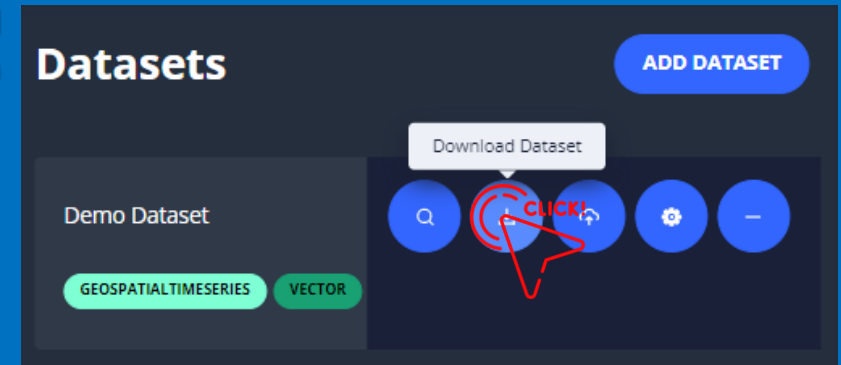 Datasets
ADD DATASET
Download Dataset
Demo Dataset
CLICK!
GEOSPATIALTIMESERIES
VECTOR